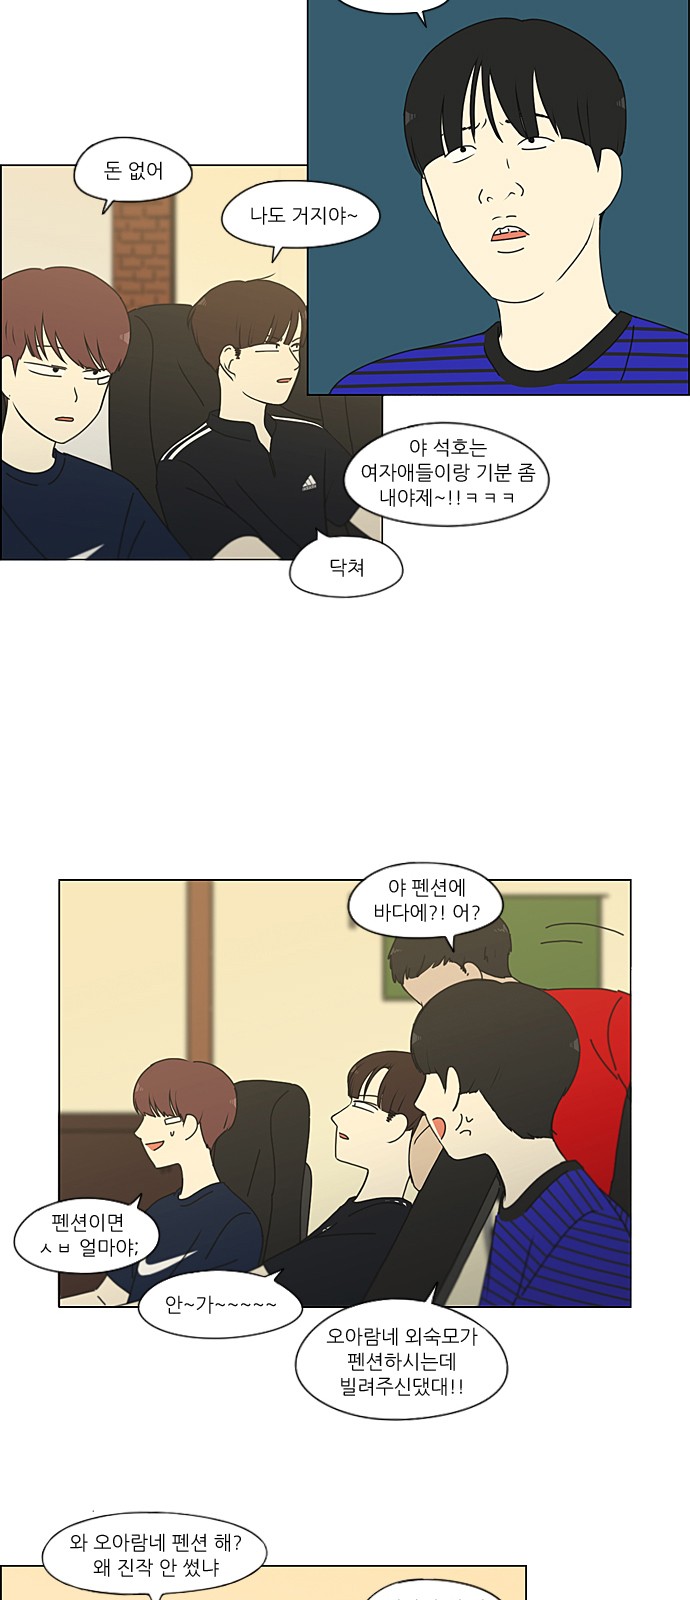 돈 없어
나도 거지야~
야 석호는
여자애들이랑 기분 좀
내야제~!!ㅋㅋㅋ
닥쳐
야 펜션에
바다에?! 어?
펜션이면
ㅅㅂ 얼마야;
안~가~~~~~
오아람네 외숙모가
펜션하시는데
빌려주신댔대!!
와 오아람네 펜션 해?
왜 진작 안 썼냐